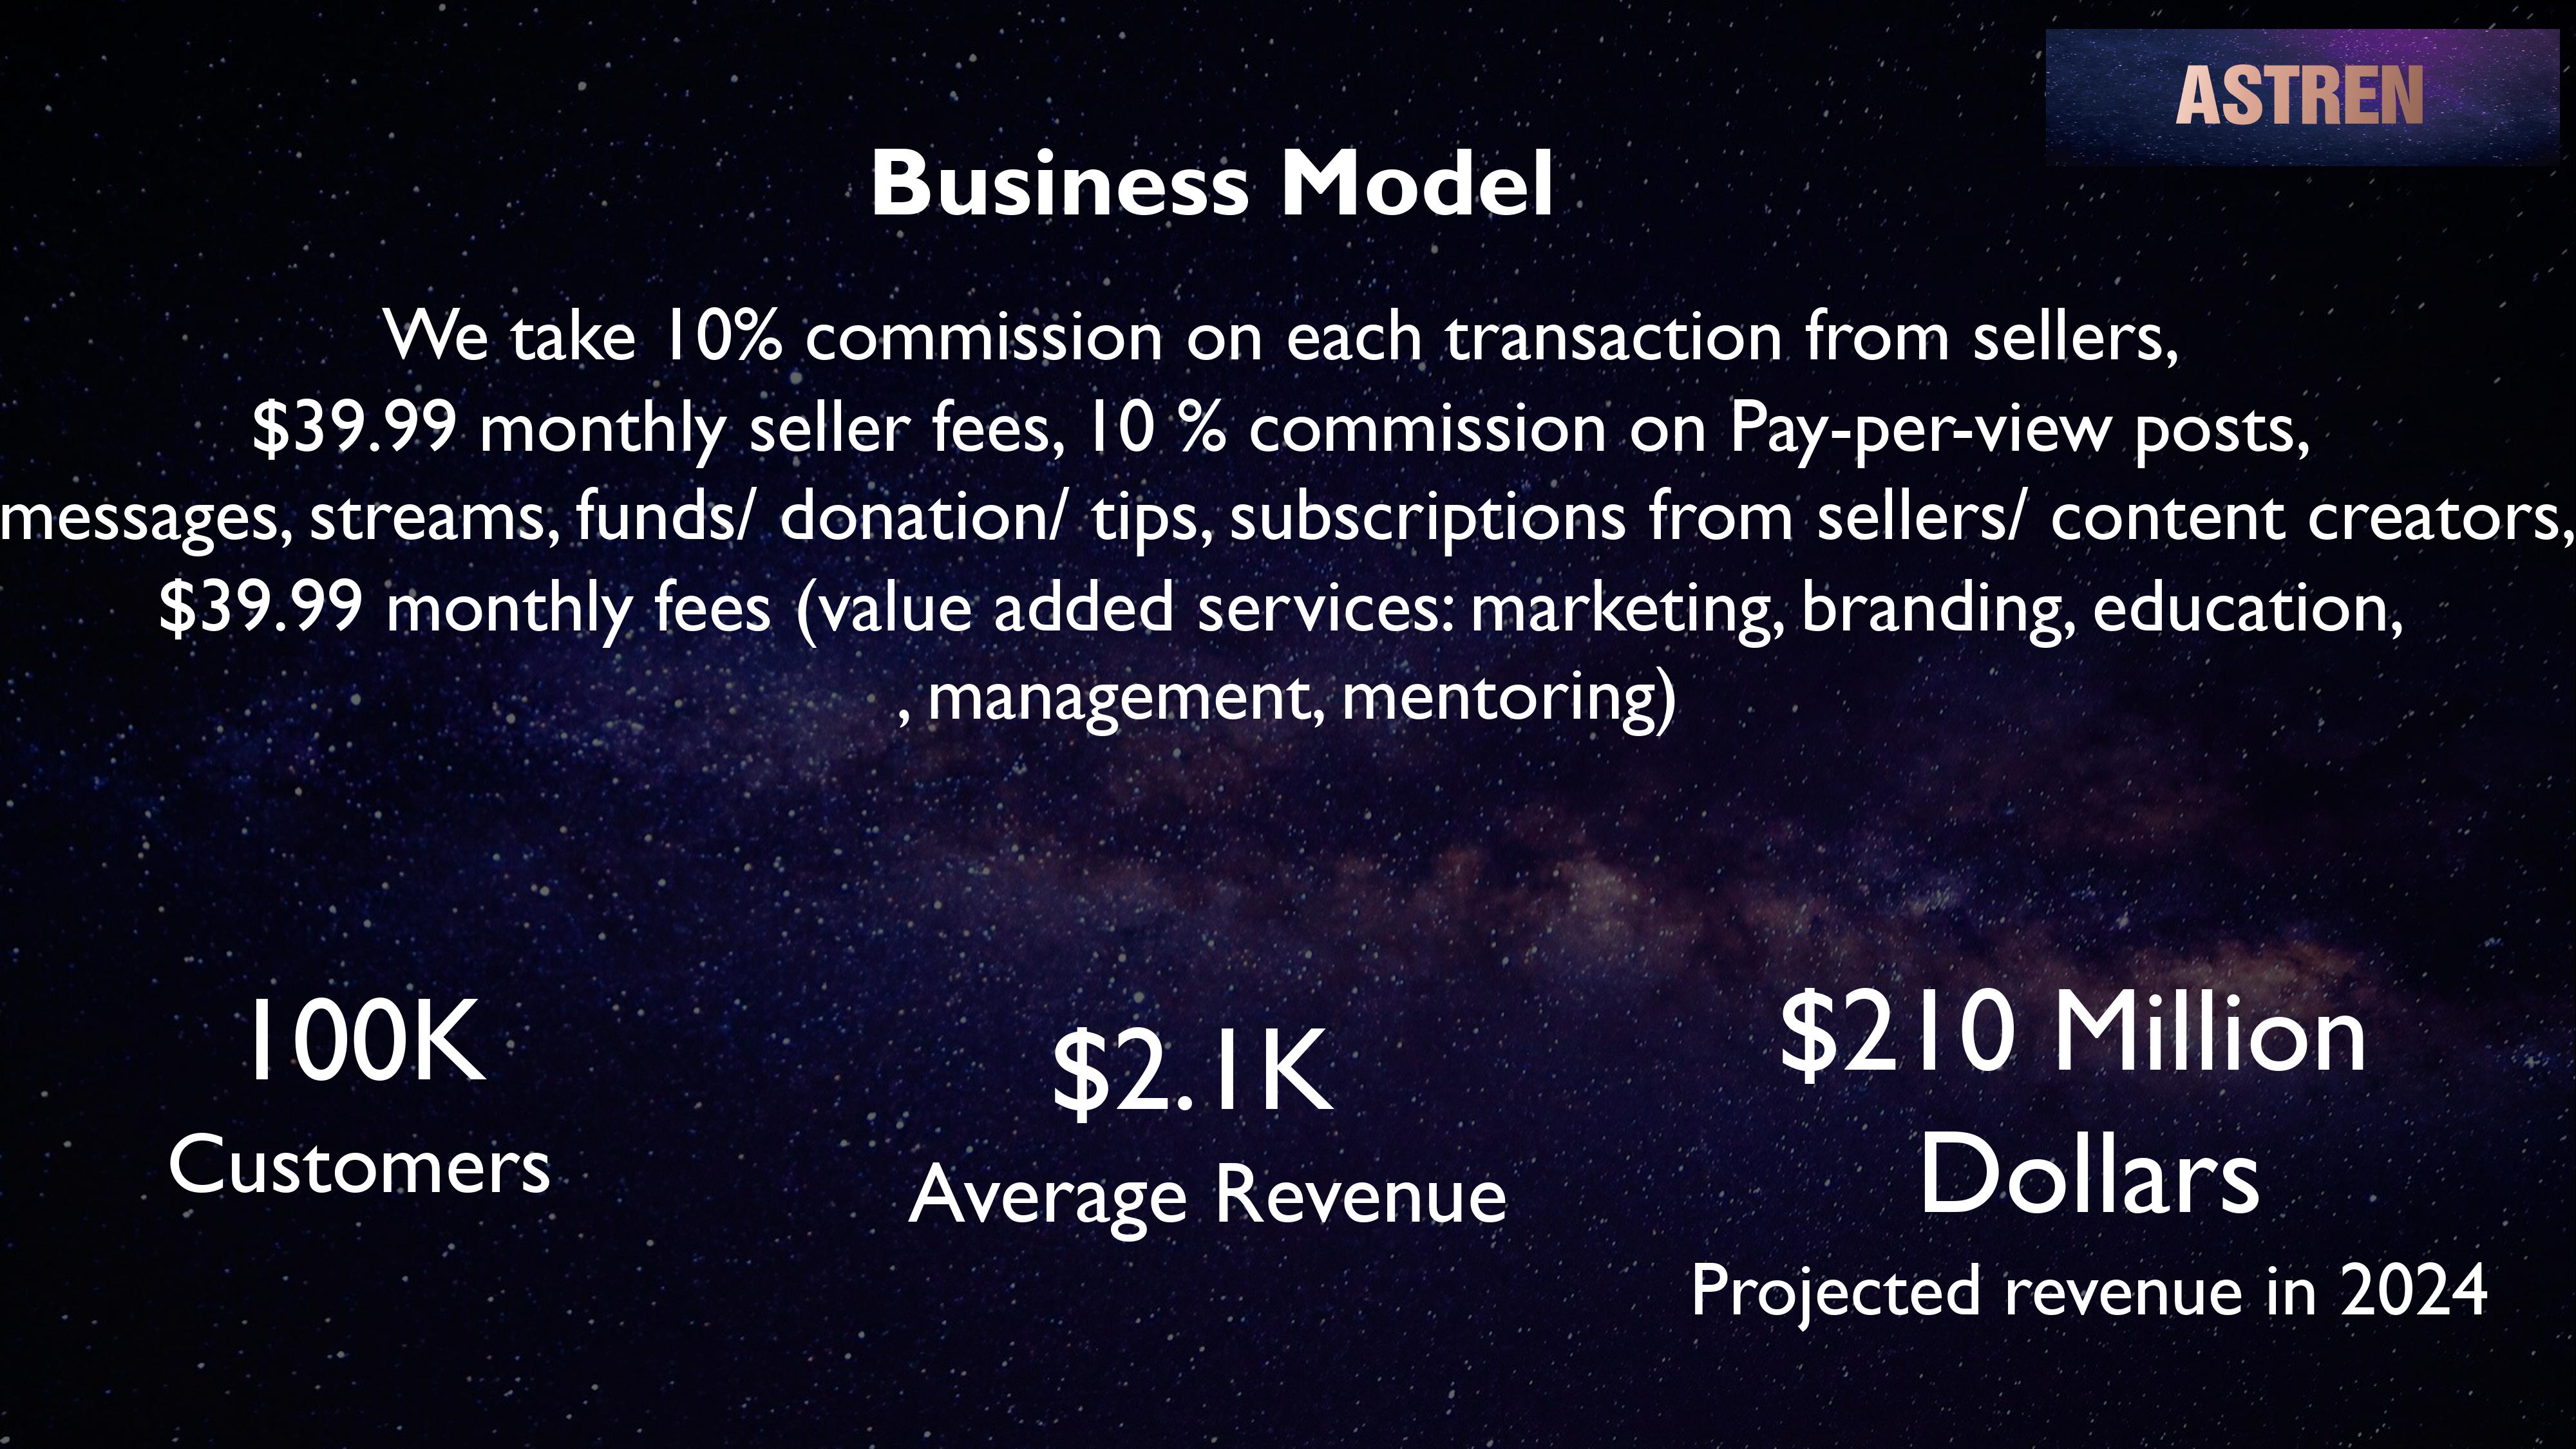 ASTREN
Business Model
We take 10% commission on each transaction from sellers,
$39.99 monthly seller fees, 10 % commission on Pay-per-view posts,
messages, streams, funds/ donation/ tips, subscriptions from sellers/ content creators,
$39.99 monthly fees (value added services: marketing, branding, education,
, management, mentoring)
100K
Customers
$2.1K
Average Revenue
$210 Million
Dollars
Projected revenue in 2024